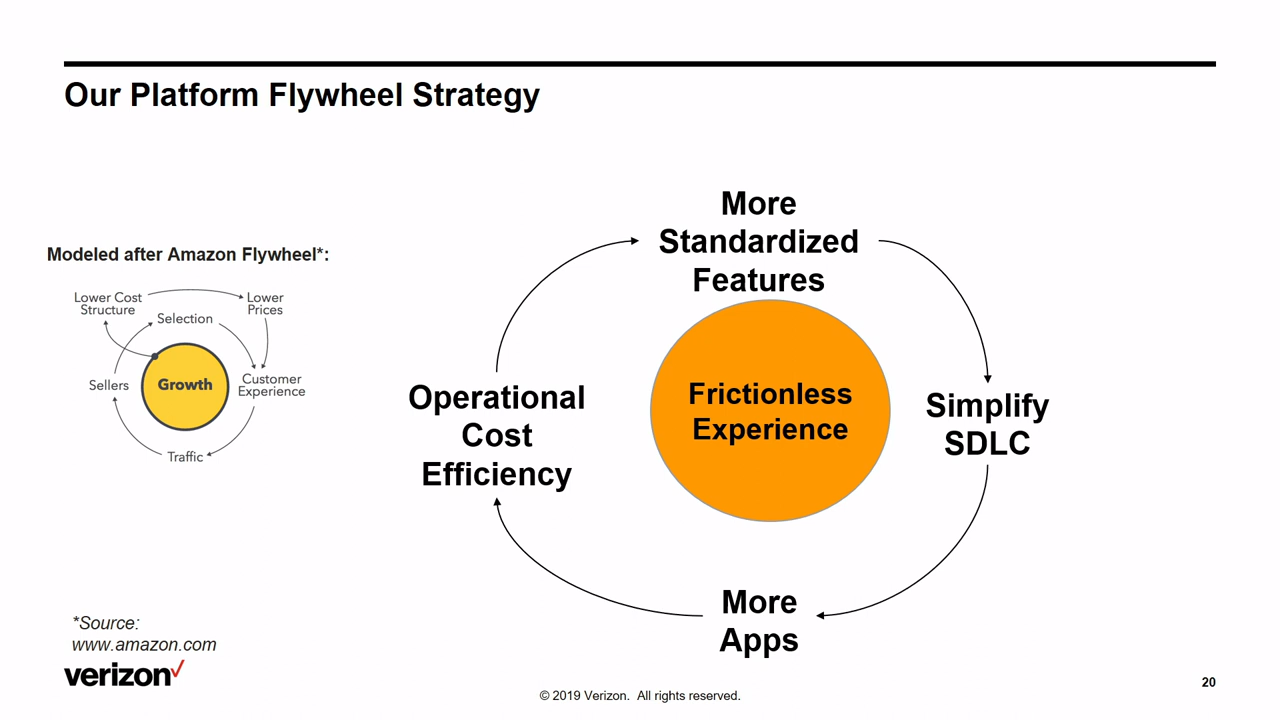 Our Platform Flywheel Strategy
Modeled after Amazon Flywheel*:
Lower Cost
Structure
Lower
Prices
Selection
Sellers
Growth
Customer
Experience
Traffic
More
Standardized
Features
Operational
Cost
Efficiency
Frictionless
Experience
Simplify
SDLC
More
Apps
*Source:
www.amazon.com
verizon✓
© 2019 Verizon. All rights reserved.
20